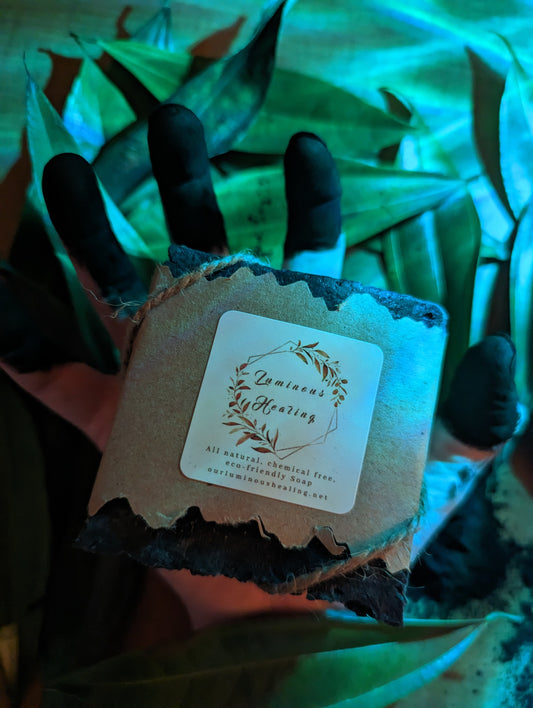 Luminous
Healing
All natural, chemical free,
eco-friendly Soap
ourluminoushealing.net